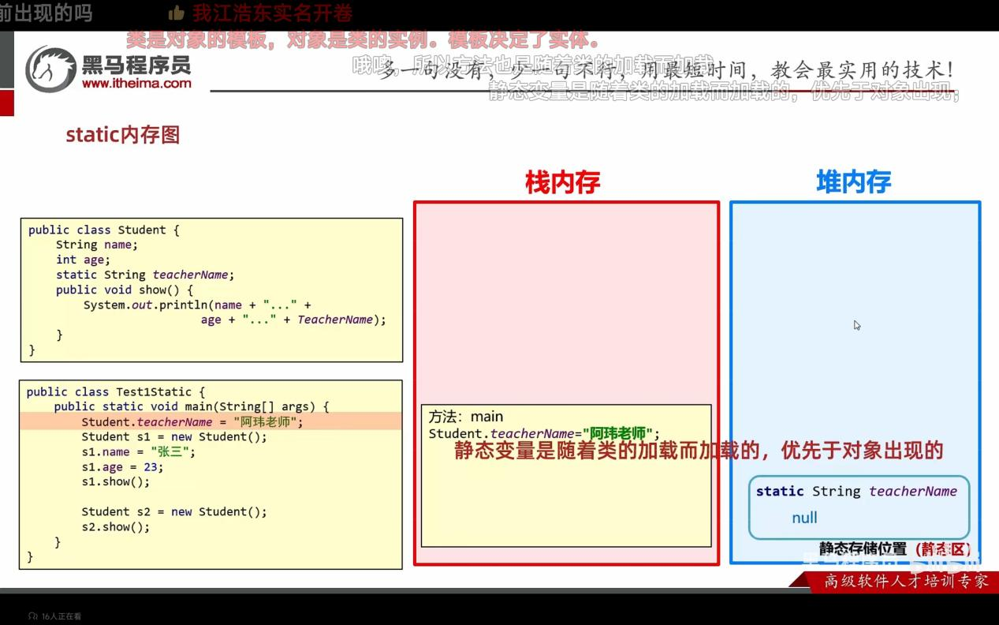 前出现的吗
我江浩东实名开卷
类是对象的模板，对象是类的实例。模板决定了实体。
黑马程序员
www.itheima.com
哦哦，所以方法也是随着类的加载而加载
多一句没有，少一句不行，用最短时间，教会最实用的技术！
静态变量是随着类的加载而加载的，优先于对象出现；
static内存图
栈内存
堆内存
public class Student {
String name;
int age;
static String teacherName;
public void show() {
System.out.println(name + "..." +
age + "..." + TeacherName);
}
}
public class Test1Static {
public static void main(String[] args) {
Student.teacherName = "阿玮老师";
Student s1 = new Student();
s1.name = "张三";
s1.age = 23;
s1.show();
Student s2 = new Student();
s2.show();
}
}
方法：main
Student.teacherName="阿玮老师";
静态变量是随着类的加载而加载的，优先于对象出现的
static String teacherName
null
静态存储位置（静态区）
高级软件人才培训专家
16人正在看